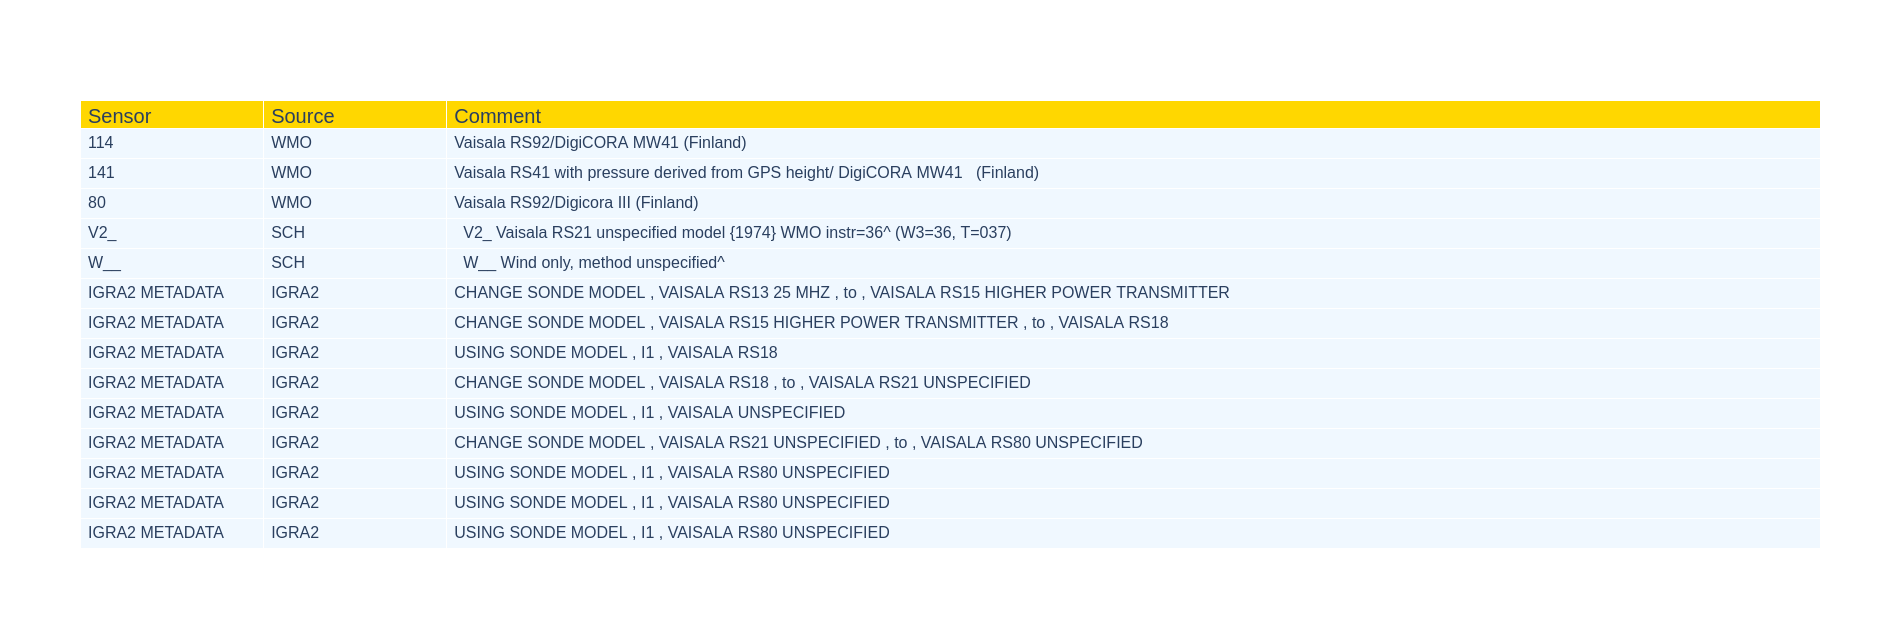 Sensor Source Comment
114 WMO Vaisala RS92/DigiCORA MW41 (Finland)
141 WMO Vaisala RS41 with pressure derived from GPS height/ DigiCORA MW41   (Finland)
80 WMO Vaisala RS92/Digicora III (Finland)
V2_ SCH V2_ Vaisala RS21 unspecified model {1974} WMO instr=36^ (W3=36, T=037)
W__ SCH W__ Wind only, method unspecified^
IGRA2 METADATA IGRA2 CHANGE SONDE MODEL , VAISALA RS13 25 MHZ , to , VAISALA RS15 HIGHER POWER TRANSMITTER
IGRA2 METADATA IGRA2 CHANGE SONDE MODEL , VAISALA RS15 HIGHER POWER TRANSMITTER , to , VAISALA RS18
IGRA2 METADATA IGRA2 USING SONDE MODEL , I1 , VAISALA RS18
IGRA2 METADATA IGRA2 CHANGE SONDE MODEL , VAISALA RS18 , to , VAISALA RS21 UNSPECIFIED
IGRA2 METADATA IGRA2 USING SONDE MODEL , I1 , VAISALA UNSPECIFIED
IGRA2 METADATA IGRA2 CHANGE SONDE MODEL , VAISALA RS21 UNSPECIFIED , to , VAISALA RS80 UNSPECIFIED
IGRA2 METADATA IGRA2 USING SONDE MODEL , I1 , VAISALA RS80 UNSPECIFIED
IGRA2 METADATA IGRA2 USING SONDE MODEL , I1 , VAISALA RS80 UNSPECIFIED
IGRA2 METADATA IGRA2 USING SONDE MODEL , I1 , VAISALA RS80 UNSPECIFIED